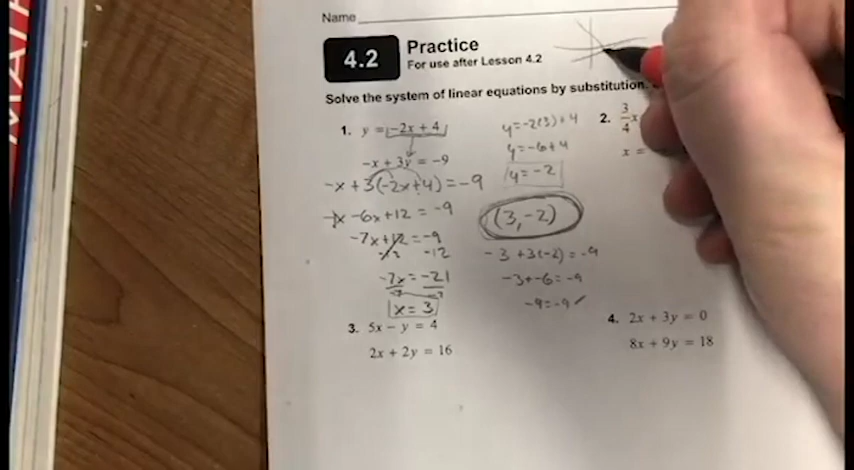 Name
4.2 Practice
For use after Lesson 4.2
Solve the system of linear equations by substitution.
1. y = -2x + 4
-x + 3y = -9
-x + 3(-2x+4) = -9
-x -6x+12 = -9
-7x+12 = -9
-12 -12
-7x = -21
x = 3
y=-2(3)+4
y=-6+4
y=-2
(3,-2)
-3 +3(-2) = -9
-3+-6=-9
-9=-9✓
2. 3/4 x
x =
3. 5x - y = 4
2x + 2y = 16
4. 2x + 3y = 0
8x + 9y = 18